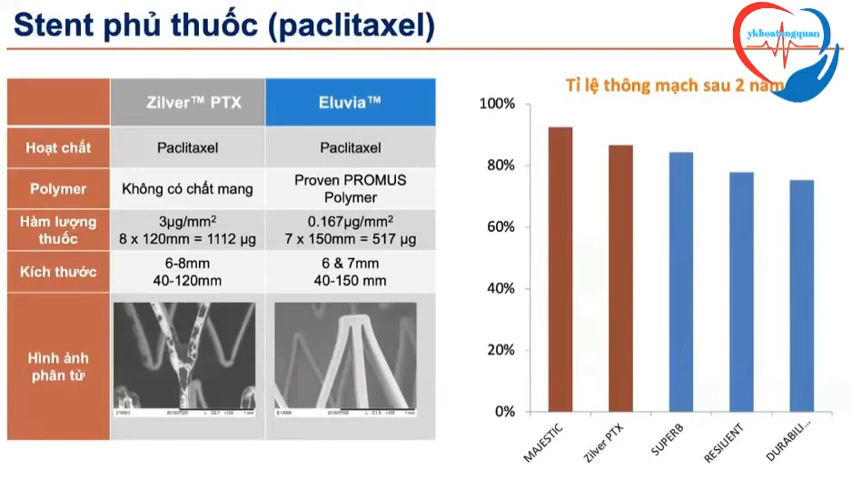 Stent phủ thuốc (paclitaxel)
ykhoatongquan
Zilver™ PTX
Eluvia™
Hoạt chất
Paclitaxel
Paclitaxel
Polymer
Không có chất mang
Proven PROMUS
Polymer
Hàm lượng
thuốc
3µg/mm²
8 x 120mm = 1112 µg
0.167µg/mm²
7 x 150mm = 517 µg
Kích thước
6-8mm
40-120mm
6 & 7mm
40-150 mm
Hình ảnh
phân tử
Tỉ lệ thông mạch sau 2 năm
100%
80%
60%
40%
20%
0%
MAJESTIC
Zilver PTX
SUPERB
RESILIENT
DURABILI...